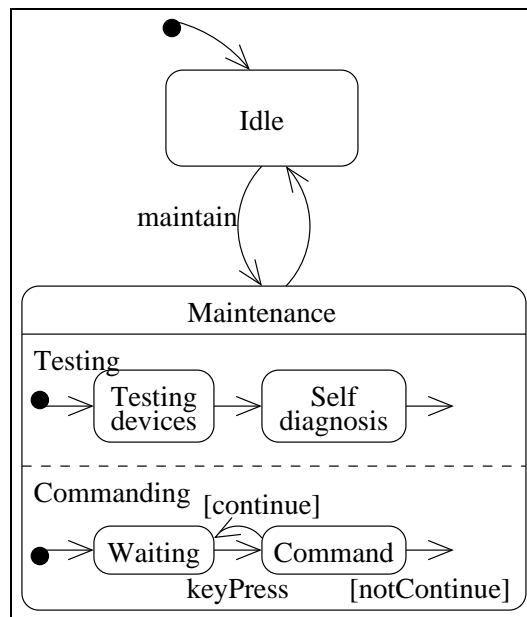 Idle
maintain
Maintenance
Testing
Testing
devices
Self
diagnosis
Commanding
[continue]
Waiting
Command
keyPress
[notContinue]